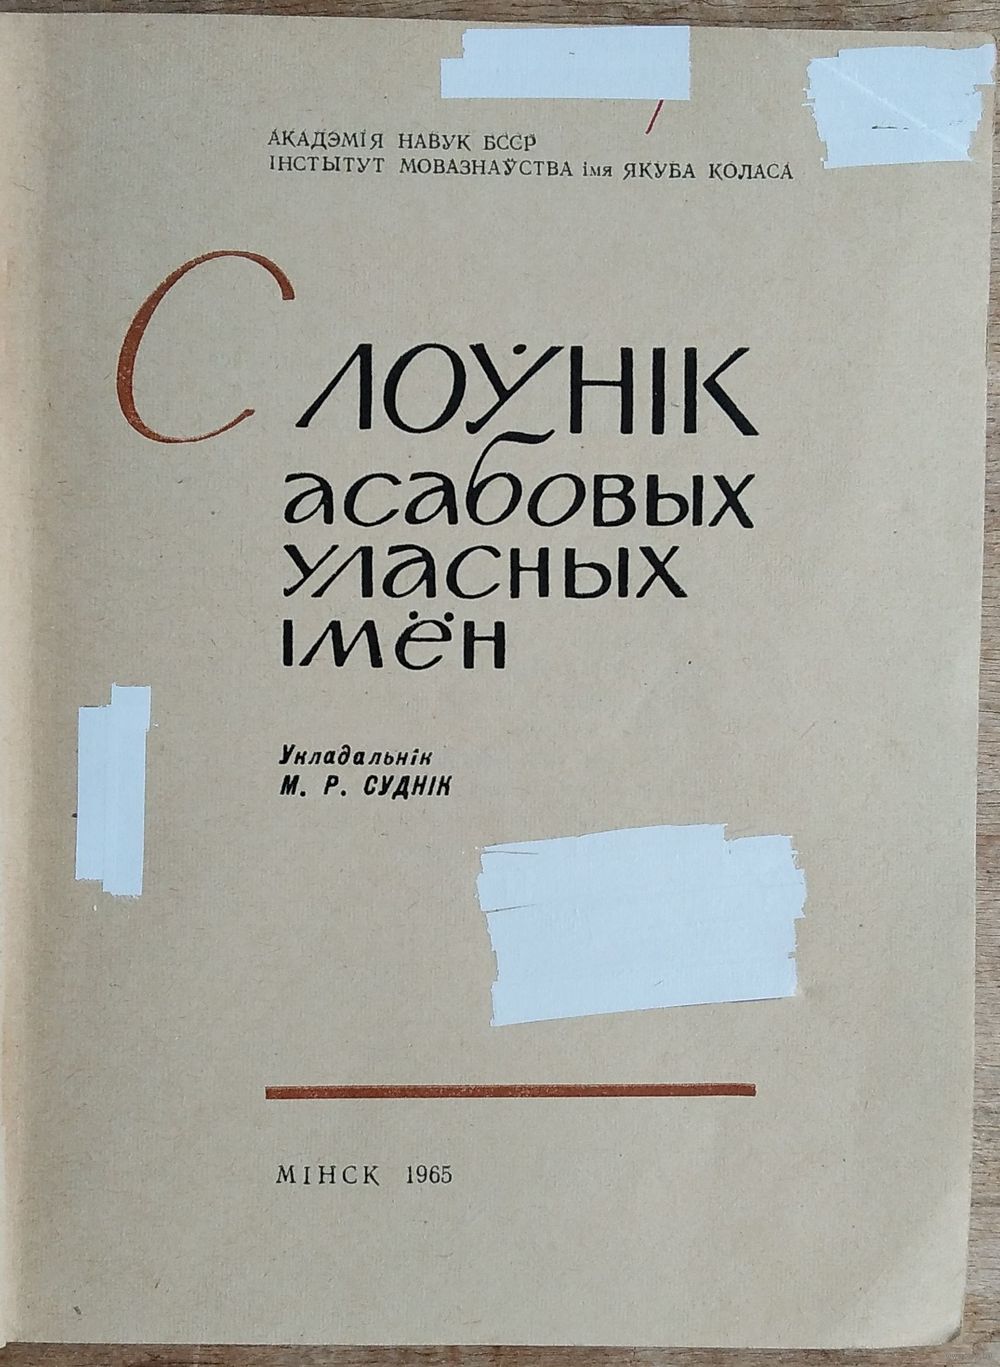 АКАДЭМІЯ НАВУК БССР
ІНСТЫТУТ МОВАЗНАЎСТВА імя ЯКУБА КОЛАСА
СЛОЎНІК
асабовых
уласных
імён
Укладальнік
М. Р. СУДНІК
МІНСК 1965